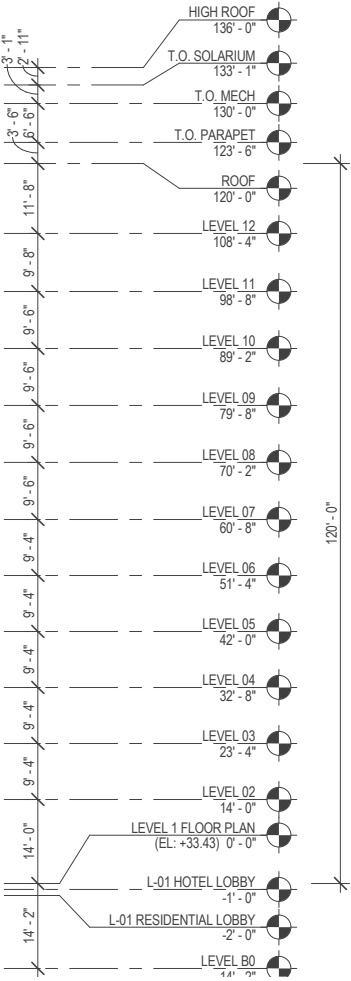 HIGH ROOF
136' - 0"
3' - 1"
2' - 11"
T.O. SOLARIUM
133' - 1"
T.O. MECH
130' - 0"
3' - 6"
6' - 6"
T.O. PARAPET
123' - 6"
ROOF
120' - 0"
11' - 8"
LEVEL 12
108' - 4"
9' - 8"
LEVEL 11
98' - 8"
9' - 6"
LEVEL 10
89' - 2"
9' - 6"
LEVEL 09
79' - 8"
9' - 6"
LEVEL 08
70' - 2"
9' - 6"
LEVEL 07
60' - 8"
120' - 0"
9' - 4"
LEVEL 06
51' - 4"
9' - 4"
LEVEL 05
42' - 0"
9' - 4"
LEVEL 04
32' - 8"
9' - 4"
LEVEL 03
23' - 4"
9' - 4"
LEVEL 02
14' - 0"
14' - 0"
LEVEL 1 FLOOR PLAN
(EL: +33.43) 0' - 0"
L-01 HOTEL LOBBY
-1' - 0"
14' - 2"
L-01 RESIDENTIAL LOBBY
-2' - 0"
LEVEL B0